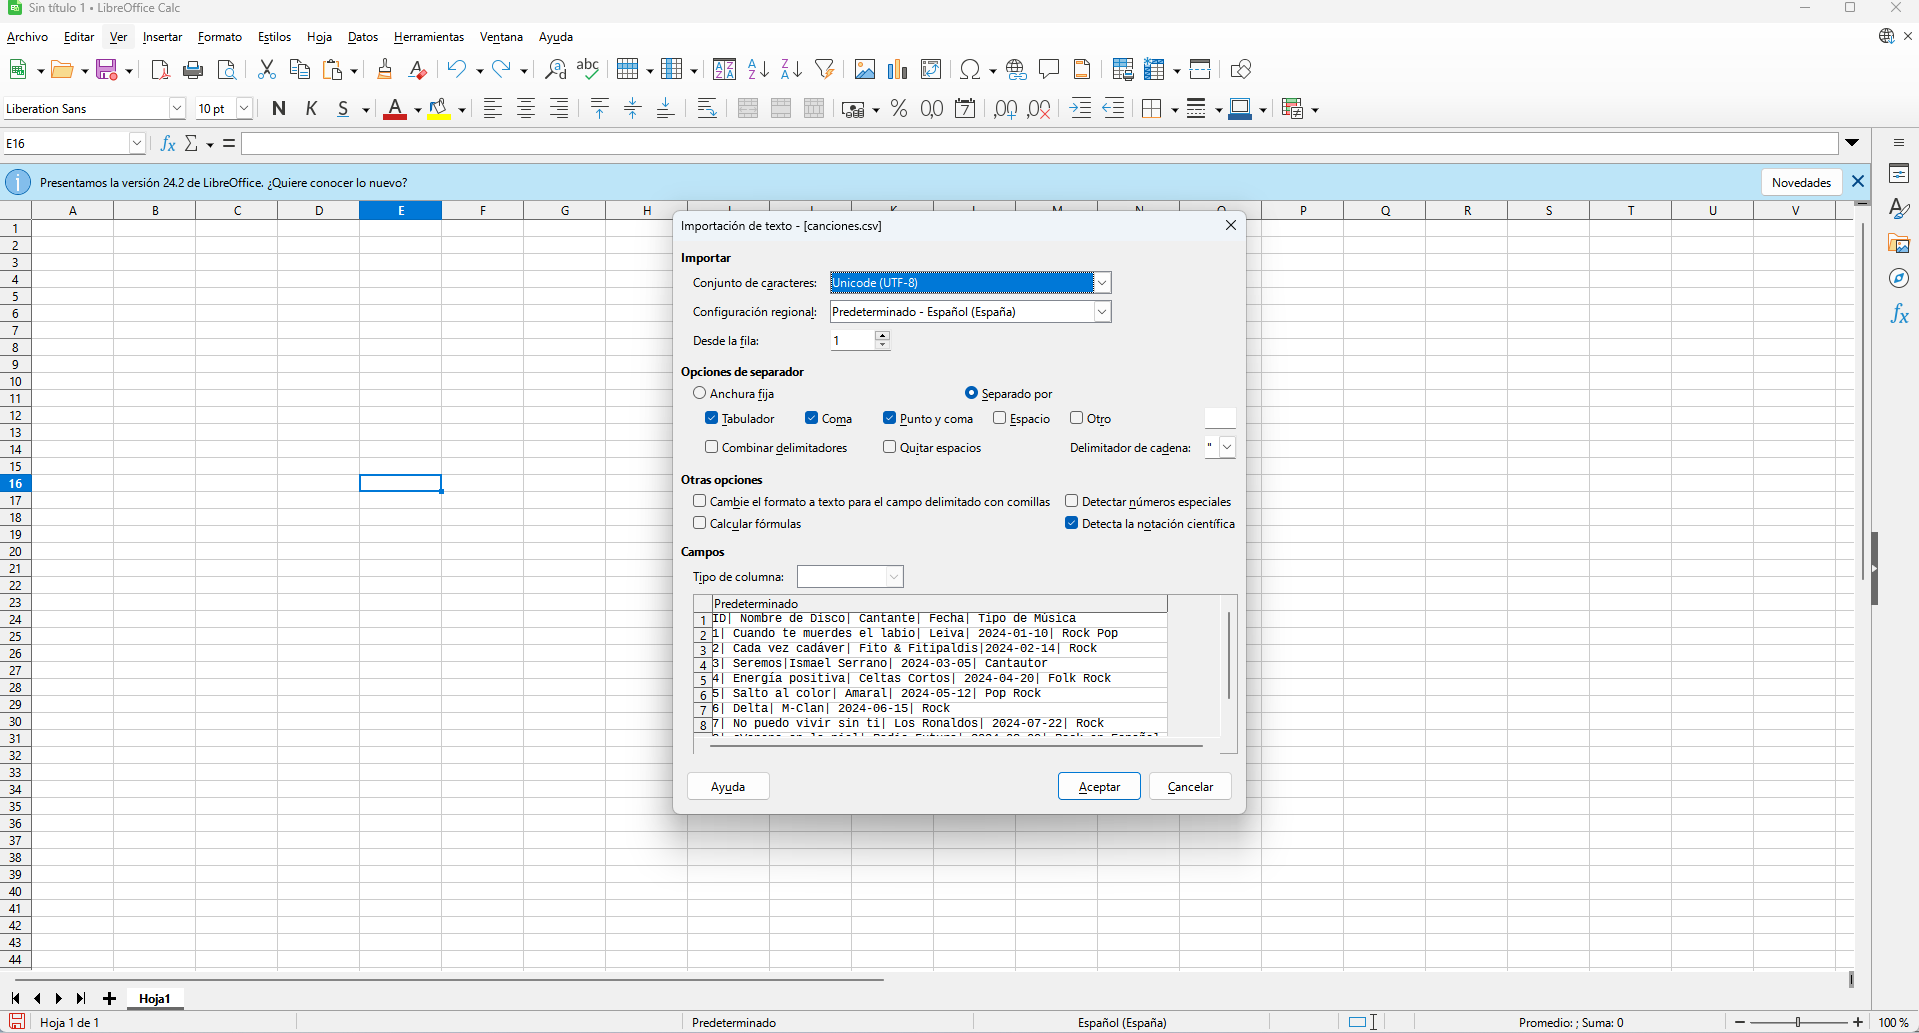 Sin título 1 • LibreOffice Calc
Archivo Editar Ver Insertar Formato Estilos Hoja Datos Herramientas Ventana Ayuda
Liberation Sans 10 pt N K S A
E16 fx Σ =
Presentamos la versión 24.2 de LibreOffice. ¿Quiere conocer lo nuevo? Novedades
A B C D E F G H P Q R S T U V
Importación de texto - [canciones.csv]
Importar
Conjunto de caracteres: Unicode (UTF-8)
Configuración regional: Predeterminado - Español (España)
Desde la fila: 1
Opciones de separador
Anchura fija Separado por
Tabulador Coma Punto y coma Espacio Otro
Combinar delimitadores Quitar espacios Delimitador de cadena: "
Otras opciones
Cambie el formato a texto para el campo delimitado con comillas Detectar números especiales
Calcular fórmulas Detecta la notación científica
Campos
Tipo de columna:
Predeterminado
1 ID| Nombre de Disco| Cantante| Fecha| Tipo de Música
2 1| Cuando te muerdes el labio| Leiva| 2024-01-10| Rock Pop
3 2| Cada vez cadáver| Fito & Fitipaldis|2024-02-14| Rock
4 3| Seremos|Ismael Serrano| 2024-03-05| Cantautor
5 4| Energía positiva| Celtas Cortos| 2024-04-20| Folk Rock
6 5| Salto al color| Amaral| 2024-05-12| Pop Rock
7 6| Delta| M-Clan| 2024-06-15| Rock
8 7| No puedo vivir sin ti| Los Ronaldos| 2024-07-22| Rock
Ayuda Aceptar Cancelar
1
2
3
4
5
6
7
8
9
10
11
12
13
14
15
16
17
18
19
20
21
22
23
24
25
26
27
28
29
30
31
32
33
34
35
36
37
38
39
40
41
42
43
44
Hoja1
Hoja 1 de 1 Predeterminado Español (España) Promedio: ; Suma: 0 100 %